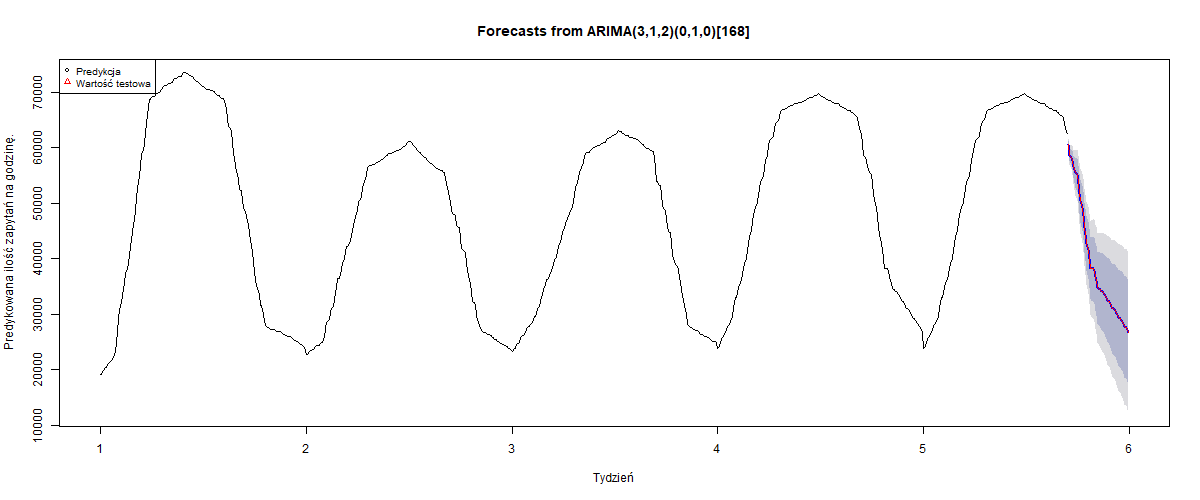 Forecasts from ARIMA(3,1,2)(0,1,0)[168]
Predykcja
Wartość testowa
Predykowana ilość zapytań na godzinę.
70000
60000
50000
40000
30000
20000
10000
1 2 3 4 5 6
Tydzień